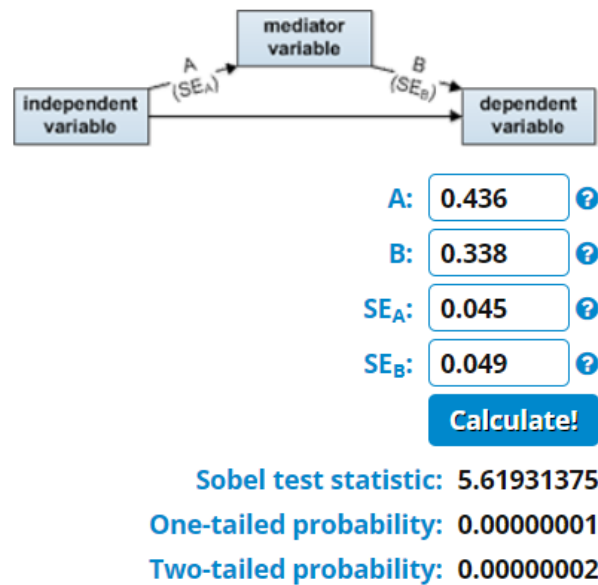 mediator
variable
A
(SEA)
B
(SEB)
independent
variable
dependent
variable
A: 0.436 ?
B: 0.338 ?
SEA: 0.045 ?
SEB: 0.049 ?
Calculate!
Sobel test statistic: 5.61931375
One-tailed probability: 0.00000001
Two-tailed probability: 0.00000002